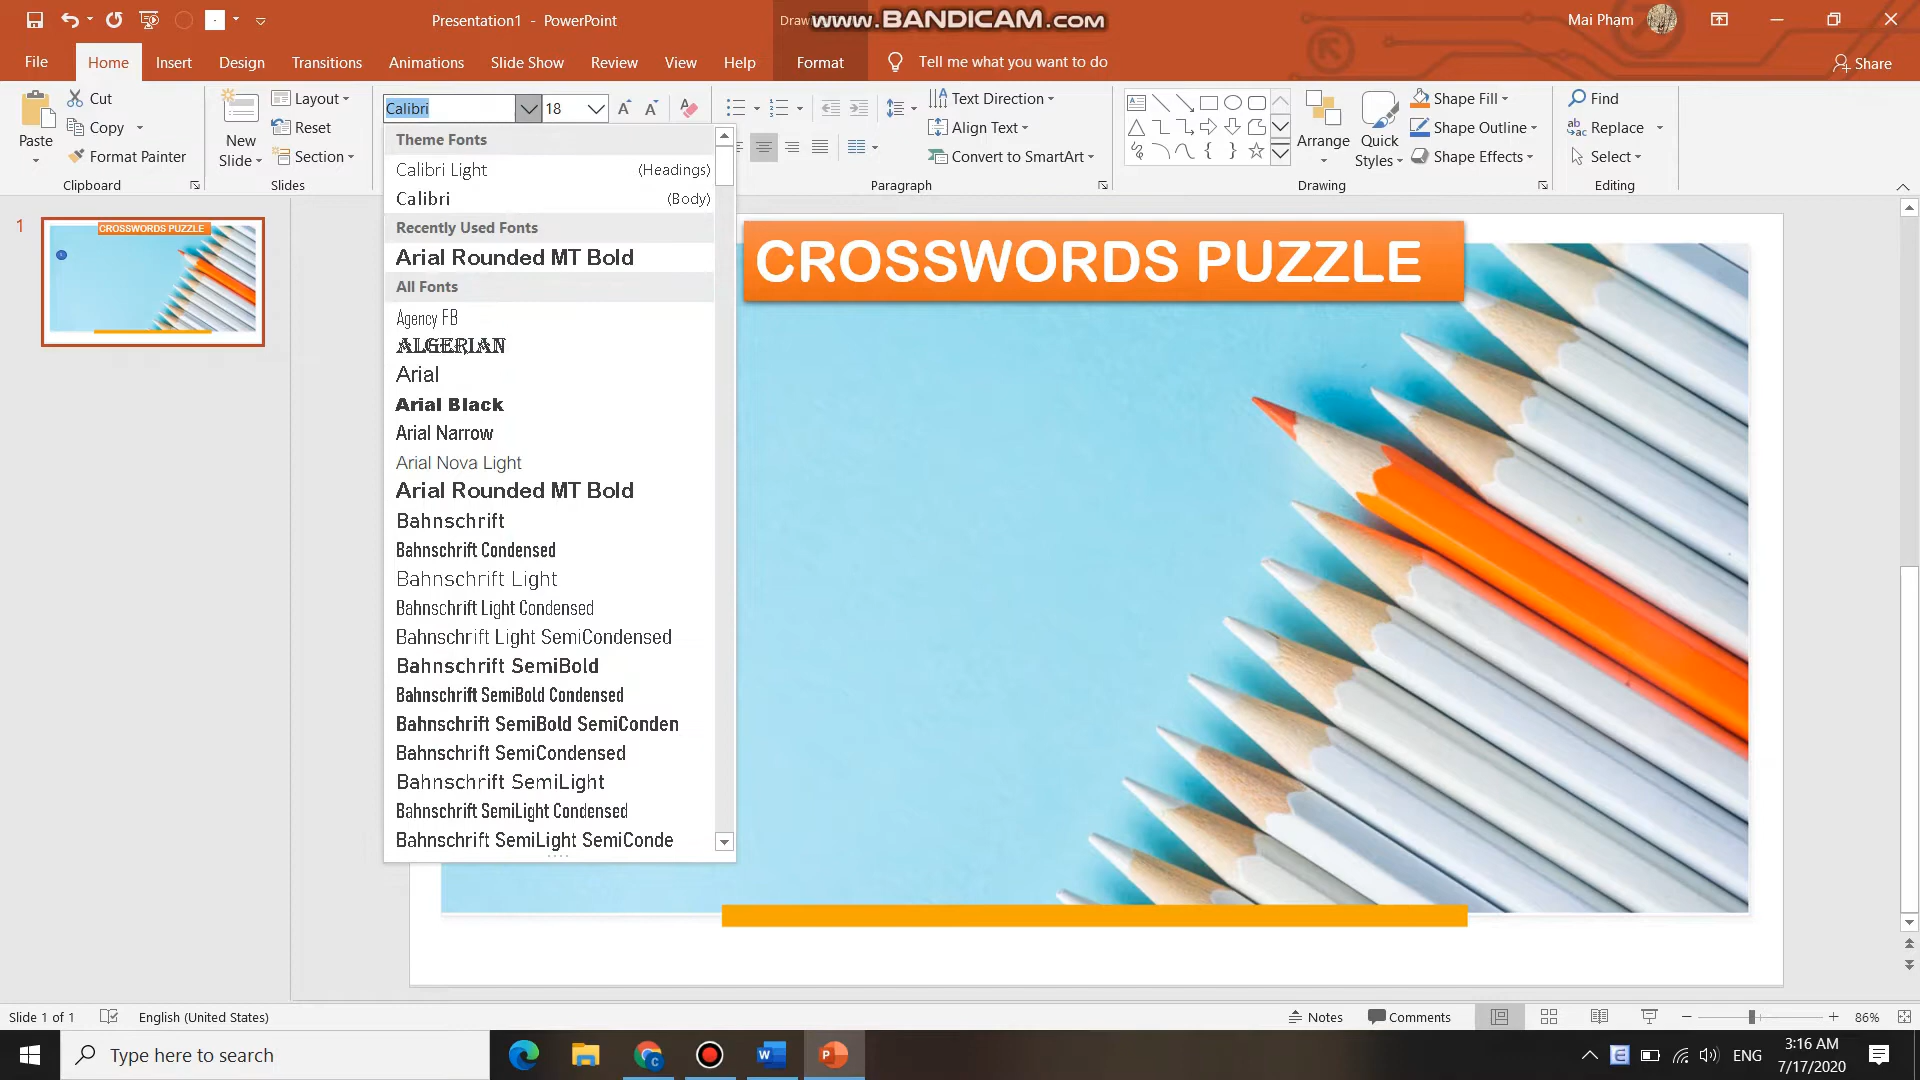 Presentation1 - PowerPoint
Draw
WWW.BANDICAM.COM
Mai Pham
File
Home
Insert
Design
Transitions
Animations
Slide Show
Review
View
Help
Format
Tell me what you want to do
Share
Paste
Cut
Copy
Format Painter
Clipboard
New
Slide
Layout
Reset
Section
Slides
Calibri
18
Text Direction
Align Text
Convert to SmartArt
Paragraph
Arrange
Quick
Styles
Shape Fill
Shape Outline
Shape Effects
Drawing
Find
Replace
Select
Editing
Theme Fonts
Calibri Light (Headings)
Calibri (Body)
Recently Used Fonts
Arial Rounded MT Bold
All Fonts
Agency FB
ALGERIAN
Arial
Arial Black
Arial Narrow
Arial Nova Light
Arial Rounded MT Bold
Bahnschrift
Bahnschrift Condensed
Bahnschrift Light
Bahnschrift Light Condensed
Bahnschrift Light SemiCondensed
Bahnschrift SemiBold
Bahnschrift SemiBold Condensed
Bahnschrift SemiBold SemiConden
Bahnschrift SemiCondensed
Bahnschrift SemiLight
Bahnschrift SemiLight Condensed
Bahnschrift SemiLight SemiConde
1
CROSSWORDS PUZZLE
CROSSWORDS PUZZLE
Slide 1 of 1
English (United States)
Notes
Comments
86%
Type here to search
ENG
3:16 AM
7/17/2020